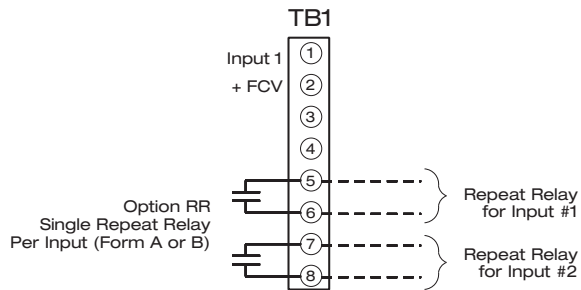 TB1
Input 1
1
+ FCV
2
3
4
5
6
7
8
Option RR
Single Repeat Relay
Per Input (Form A or B)
Repeat Relay
for Input #1
Repeat Relay
for Input #2